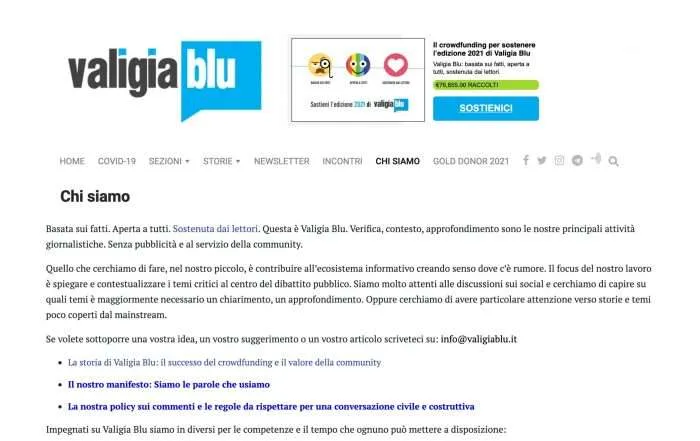 valigia blu
Il crowdfunding per sostenere
l'edizione 2021 di Valigia Blu
Valigia Blu: basata sui fatti, aperta a
tutti, sostenuta dai lettori.
€76,855.00 RACCOLTI
Sostieni l'edizione 2021 di valigia blu
SOSTIENICI
HOME COVID-19 SEZIONI STORIE NEWSLETTER INCONTRI CHI SIAMO GOLD DONOR 2021
Chi siamo
Basata sui fatti. Aperta a tutti. Sostenuta dai lettori. Questa è Valigia Blu. Verifica, contesto, approfondimento sono le nostre principali attività
giornalistiche. Senza pubblicità e al servizio della community.
Quello che cerchiamo di fare, nel nostro piccolo, è contribuire all'ecosistema informativo creando senso dove c'è rumore. Il focus del nostro lavoro
è spiegare e contestualizzare i temi critici al centro del dibattito pubblico. Siamo molto attenti alle discussioni sui social e cerchiamo di capire su
quali temi è maggiormente necessario un chiarimento, un approfondimento. Oppure cerchiamo di avere particolare attenzione verso storie e temi
poco coperti dal mainstream.
Se volete sottoporre una vostra idea, un vostro suggerimento o un vostro articolo scriveteci su: info@valigiablu.it
La storia di Valigia Blu: il successo del crowdfunding e il valore della community
Il nostro manifesto: Siamo le parole che usiamo
La nostra policy sui commenti e le regole da rispettare per una conversazione civile e costruttiva
Impegnati su Valigia Blu siamo in diversi per le competenze e il tempo che ognuno può mettere a disposizione: